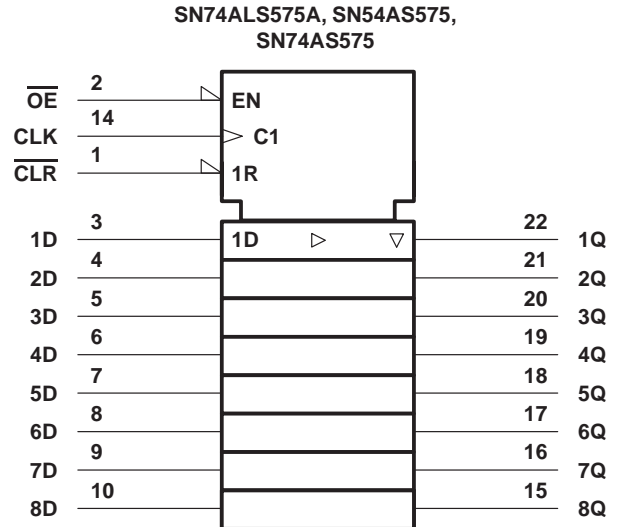 SN74ALS575A, SN54AS575,
SN74AS575
OE 2 EN
CLK 14 C1
CLR 1 1R
1D 3 1D 22 1Q
2D 4 21 2Q
3D 5 20 3Q
4D 6 19 4Q
5D 7 18 5Q
6D 8 17 6Q
7D 9 16 7Q
8D 10 15 8Q